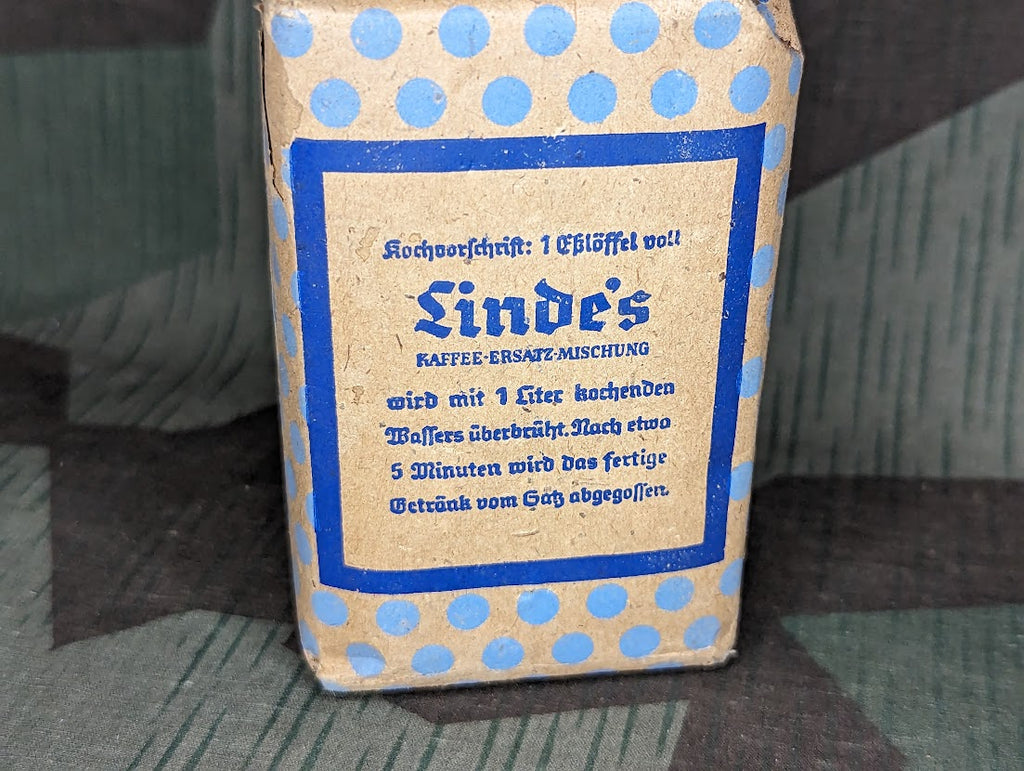 Kochvorschrift: 1 Eßlöffel voll
Linde's
KAFFEE-ERSATZ-MISCHUNG
wird mit 1 Liter kochenden
Wassers überbrüht. Nach etwa
5 Minuten wird das fertige
Getränk vom Satz abgegossen.